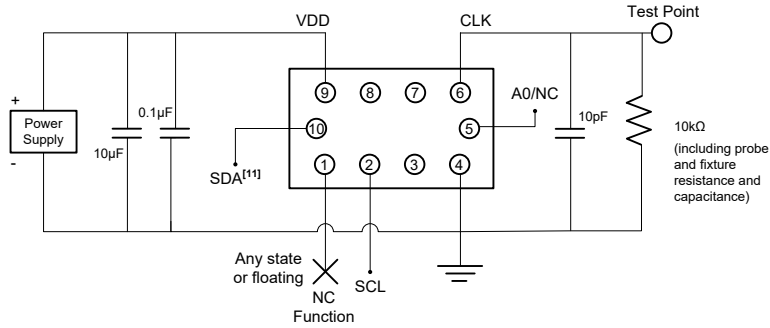 VDD
CLK
Test Point
+
Power
Supply
-
10µF
0.1µF
9
8
7
6
10
5
1
2
3
4
A0/NC
SDA[11]
10pF
10kΩ
(including probe
and fixture
resistance and
capacitance)
Any state
or floating
NC
Function
SCL